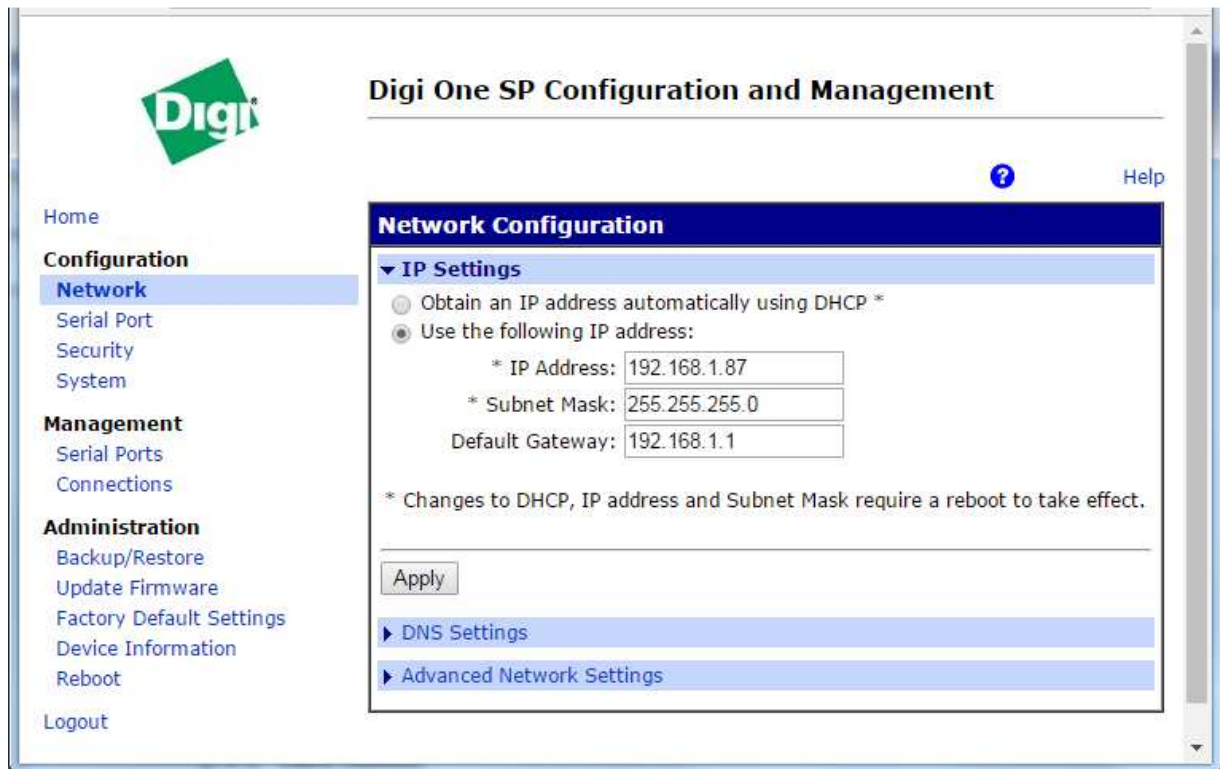 Digi
Digi One SP Configuration and Management
? Help
Home
Configuration
Network
Serial Port
Security
System
Management
Serial Ports
Connections
Administration
Backup/Restore
Update Firmware
Factory Default Settings
Device Information
Reboot
Logout
Network Configuration
IP Settings
Obtain an IP address automatically using DHCP *
Use the following IP address:
* IP Address: 192.168.1.87
* Subnet Mask: 255.255.255.0
Default Gateway: 192.168.1.1
* Changes to DHCP, IP address and Subnet Mask require a reboot to take effect.
Apply
DNS Settings
Advanced Network Settings